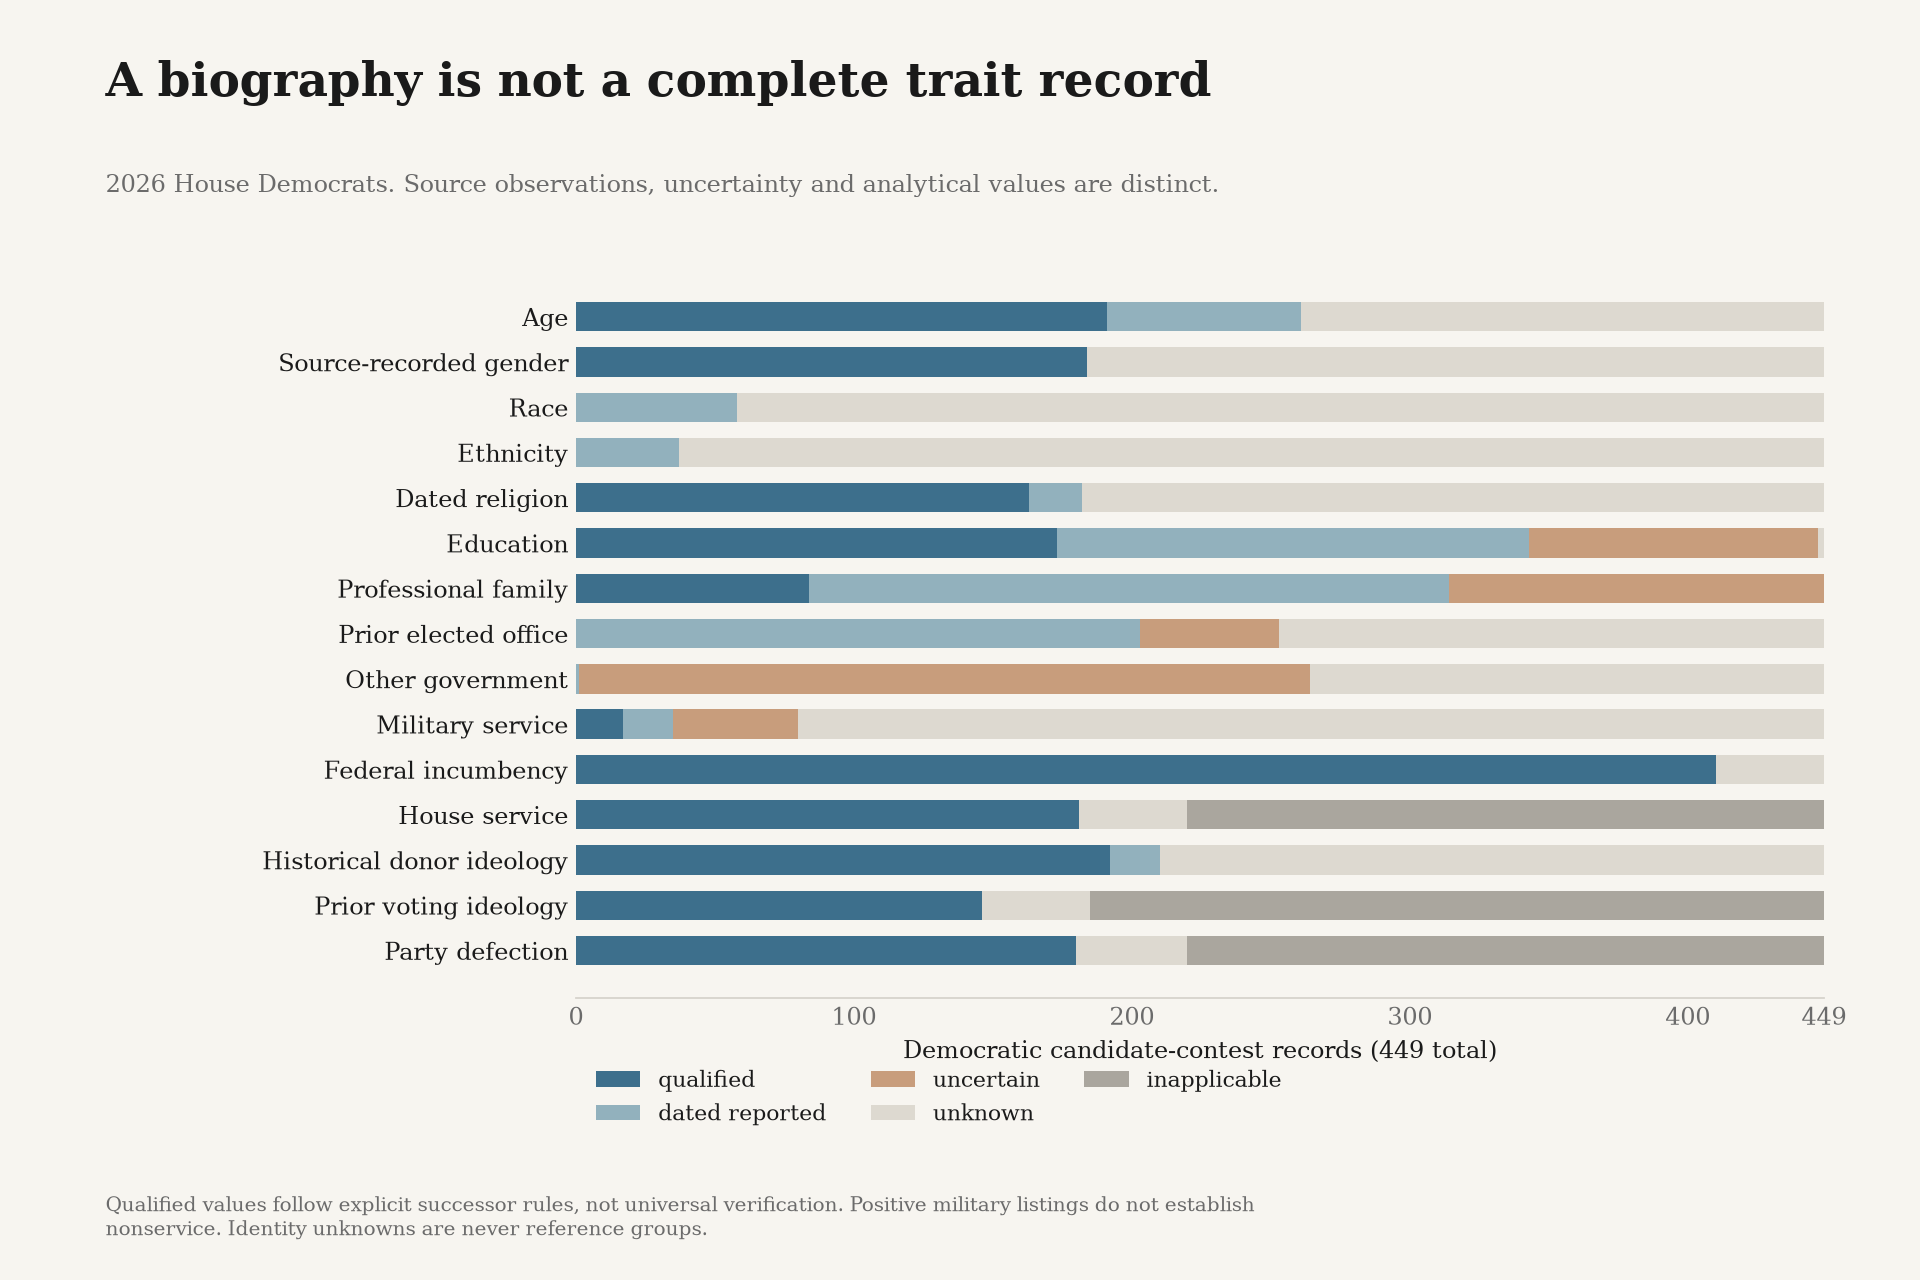 A biography is not a complete trait record
2026 House Democrats. Source observations, uncertainty and analytical values are distinct.
Age
Source-recorded gender
Race
Ethnicity
Dated religion
Education
Professional family
Prior elected office
Other government
Military service
Federal incumbency
House service
Historical donor ideology
Prior voting ideology
Party defection
0 100 200 300 400 449
Democratic candidate-contest records (449 total)
qualified uncertain inapplicable
dated reported unknown
Qualified values follow explicit successor rules, not universal verification. Positive military listings do not establish
nonservice. Identity unknowns are never reference groups.